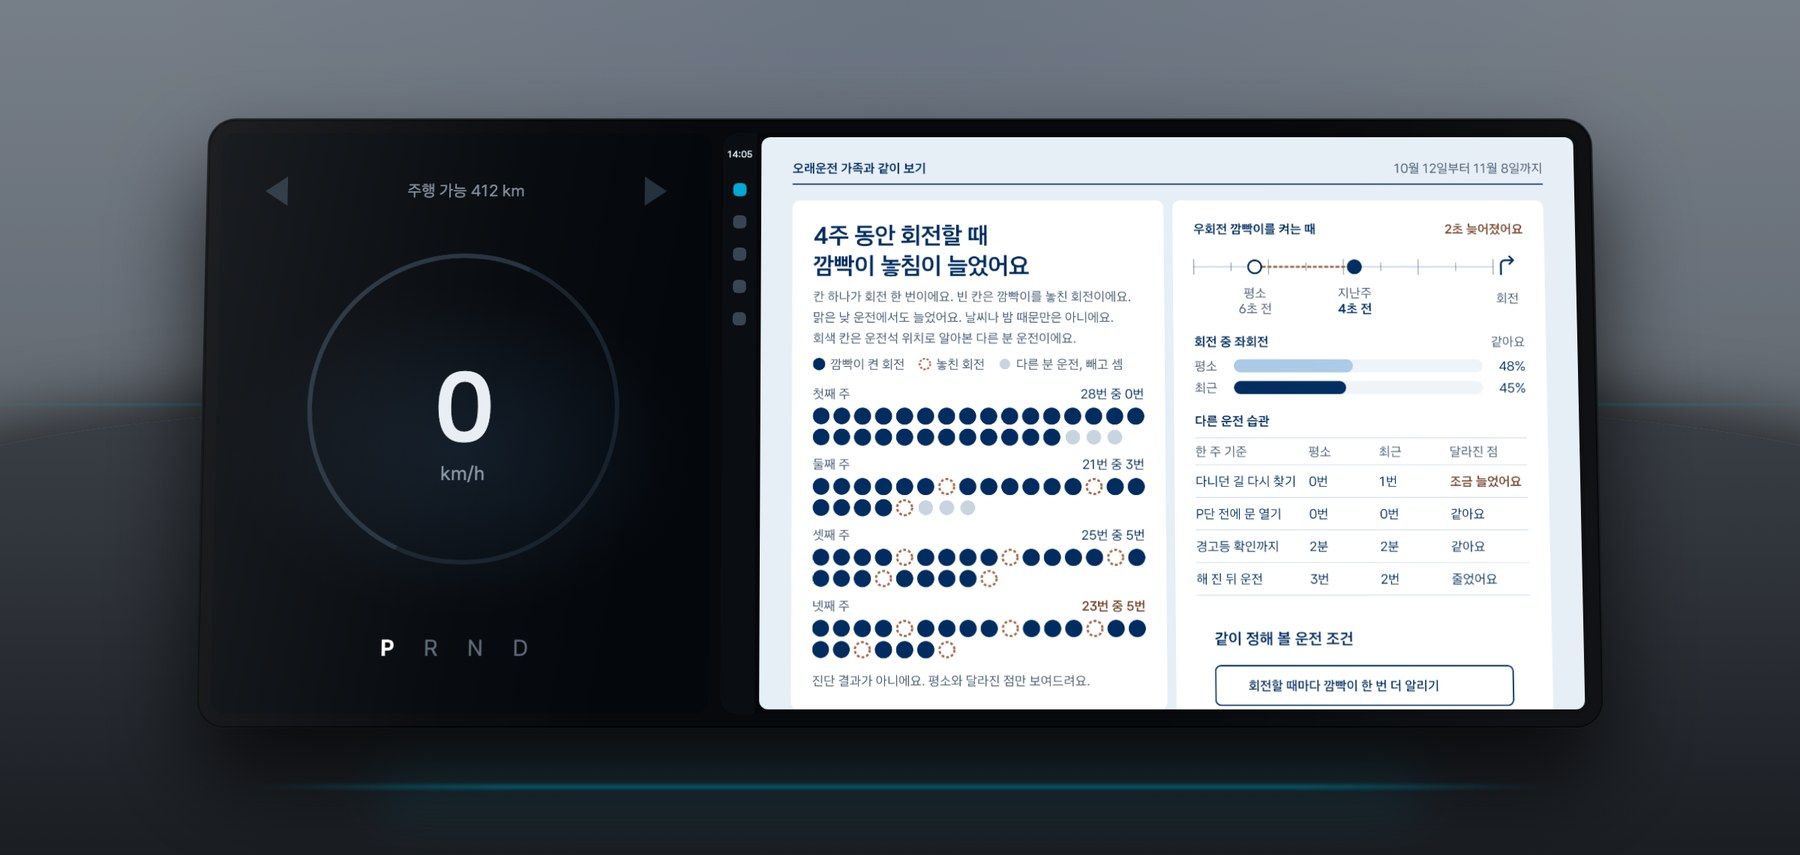 주행 가능 412 km
0
km/h
P R N D
14:05
오래운전 가족과 같이 보기
10월 12일부터 11월 8일까지
4주 동안 회전할 때
깜빡이 놓침이 늘었어요
칸 하나가 회전 한 번이에요. 빈 칸은 깜빡이를 놓친 회전이에요.
맑은 낮 운전에서도 늘었어요. 날씨나 밤 때문만은 아니에요.
회색 칸은 운전석 위치로 알아본 다른 분 운전이에요.
깜빡이 켠 회전 놓친 회전 다른 분 운전, 빼고 셈
첫째 주 28번 중 0번
둘째 주 21번 중 3번
셋째 주 25번 중 5번
넷째 주 23번 중 5번
진단 결과가 아니에요. 평소와 달라진 점만 보여드려요.
우회전 깜빡이를 켜는 때 2초 늦어졌어요
평소 지난주 회전
6초 전 4초 전
회전 중 좌회전 같아요
평소 48%
최근 45%
다른 운전 습관
한 주 기준 평소 최근 달라진 점
다니던 길 다시 찾기 0번 1번 조금 늘었어요
P단 전에 문 열기 0번 0번 같아요
경고등 확인까지 2분 2분 같아요
해 진 뒤 운전 3번 2번 줄었어요
같이 정해 볼 운전 조건
회전할 때마다 깜빡이 한 번 더 알리기